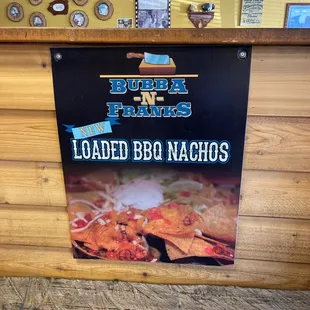 BUBBA
-N-
FRANKS
NEW
LOADED BBQ NACHOS